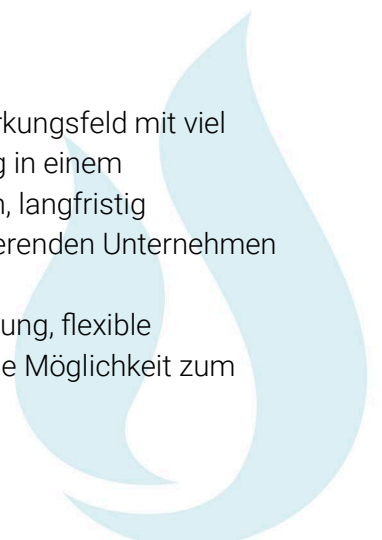 rkungsfeld mit viel
g in einem
n, langfristig
erenden Unternehmen
ung, flexible
e Möglichkeit zum